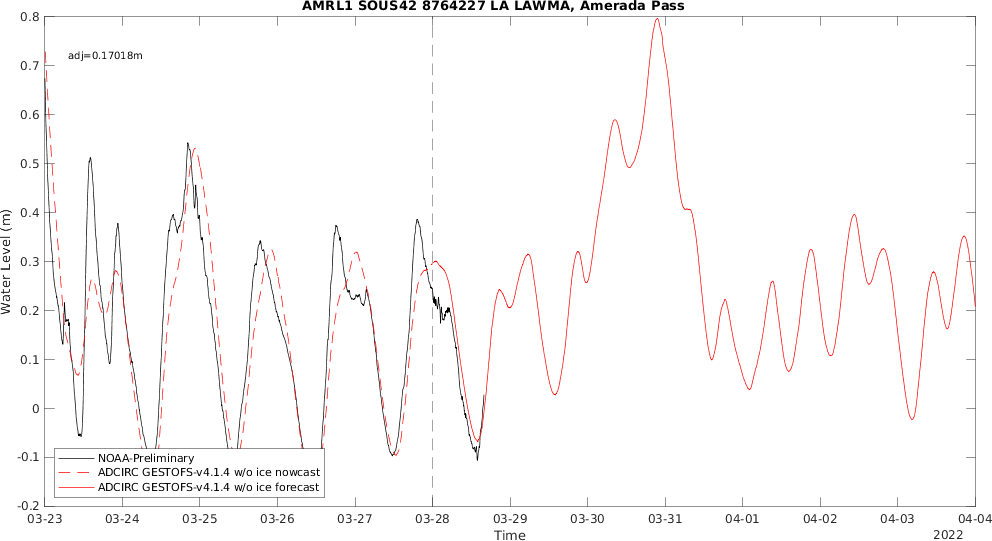 AMRL1 SOUS42 8764227 LA LAWMA, Amerada Pass
0.8
0.7
0.6
0.5
0.4
0.3
0.2
0.1
0
-0.1
-0.2
Water Level (m)
adj=0.17018m
NOAA-Preliminary
ADCIRC GESTOFS-v4.1.4 w/o ice nowcast
ADCIRC GESTOFS-v4.1.4 w/o ice forecast
03-23 03-24 03-25 03-26 03-27 03-28 03-29 03-30 03-31 04-01 04-02 04-03 04-04
Time
2022